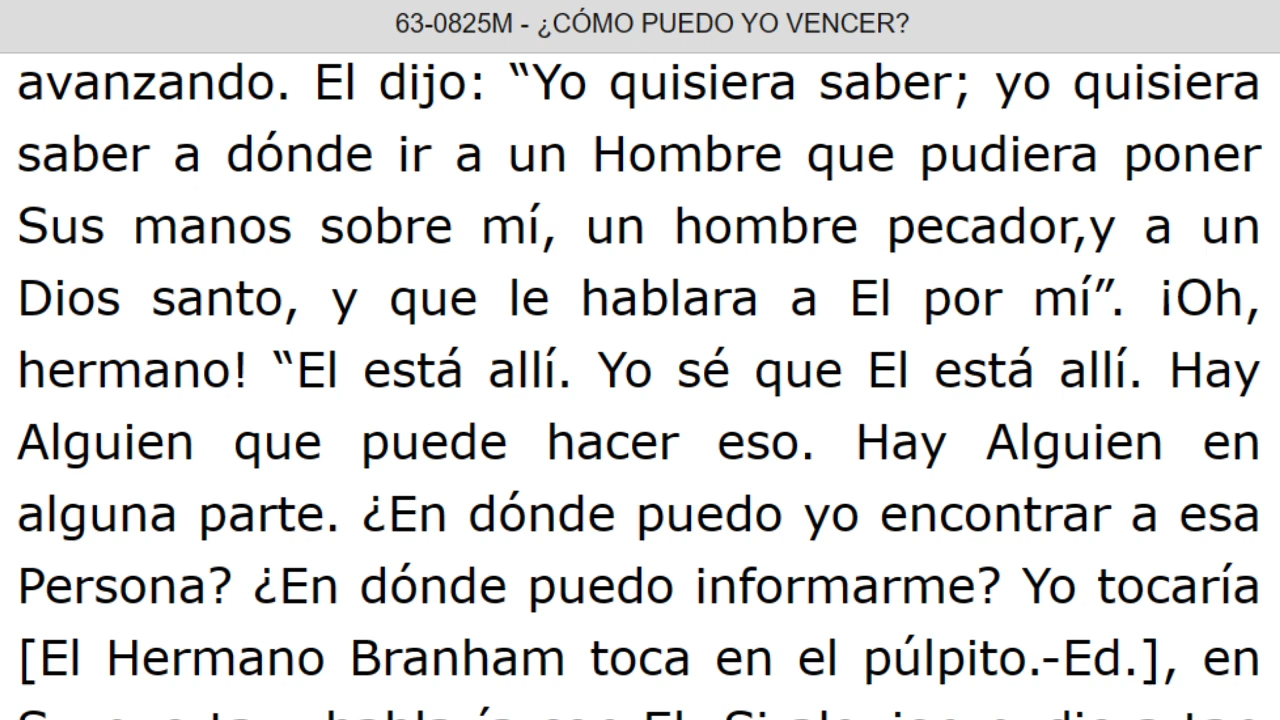 63-0825M - ¿CÓMO PUEDO YO VENCER?
avanzando. El dijo: “Yo quisiera saber; yo quisiera
saber a dónde ir a un Hombre que pudiera poner
Sus manos sobre mí, un hombre pecador,y a un
Dios santo, y que le hablara a El por mí”. ¡Oh,
hermano! “El está allí. Yo sé que El está allí. Hay
Alguien que puede hacer eso. Hay Alguien en
alguna parte. ¿En dónde puedo yo encontrar a esa
Persona? ¿En dónde puedo informarme? Yo tocaría
[El Hermano Branham toca en el púlpito.-Ed.], en